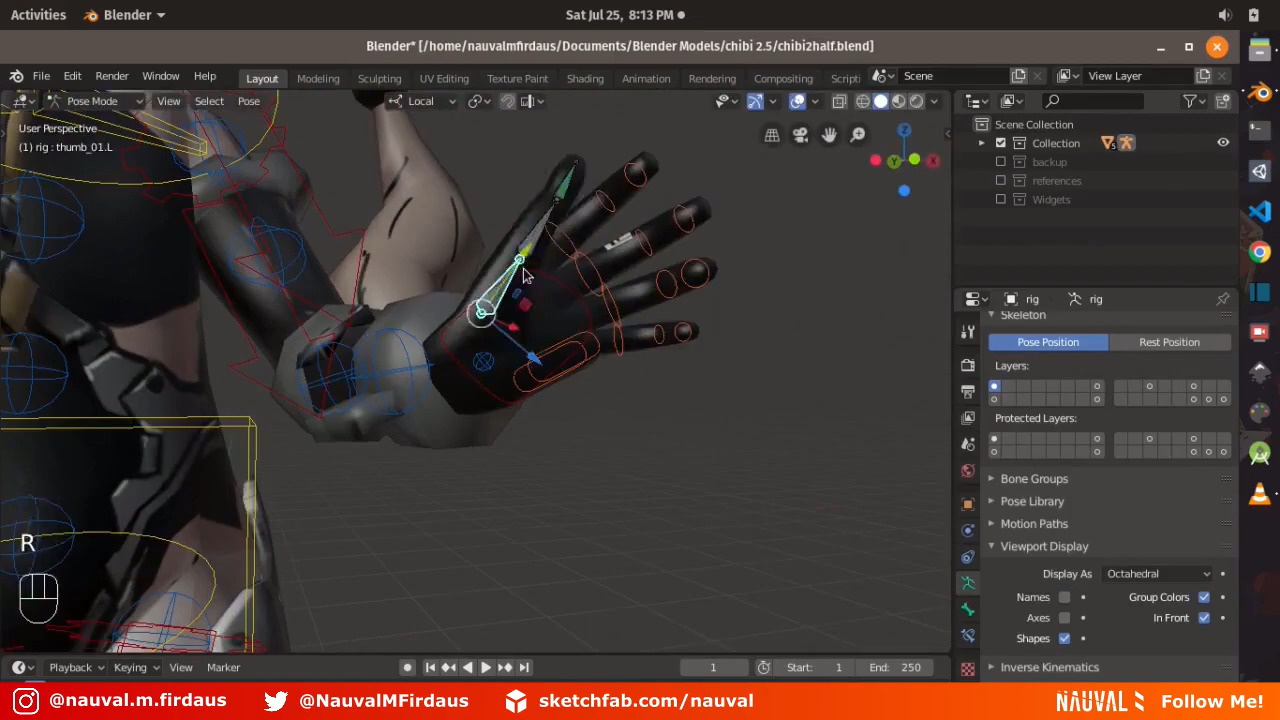 Activities Blender Sat Jul 25, 8:13 PM
Blender* [/home/nauvalmfirdaus/Documents/Blender Models/chibi 2.5/chibi2half.blend]
File Edit Render Window Help Layout Modeling Sculpting UV Editing Texture Paint Shading Animation Rendering Compositing Scripti Scene View Layer
Pose Mode View Select Pose Local
User Perspective
(1) rig : thumb_01.L
Scene Collection
Collection
backup
references
Widgets
rig rig
Skeleton
Pose Position Rest Position
Layers:
Protected Layers:
Bone Groups
Pose Library
Motion Paths
Viewport Display
Display As Octahedral
Names Group Colors
Axes In Front
Shapes
Inverse Kinematics
R
Playback Keying View Marker 1 Start: 1 End: 250
@nauval.m.firdaus @NauvalMFirdaus sketchfab.com/nauval NAUVAL Follow Me!